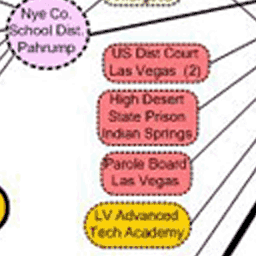 Nye Co.
School Dist.
Pahrump
US Dist Court
Las Vegas (2)
High Desert
State Prison
Indian Springs
Parole Board
Las Vegas
LV Advanced
Tech Academy